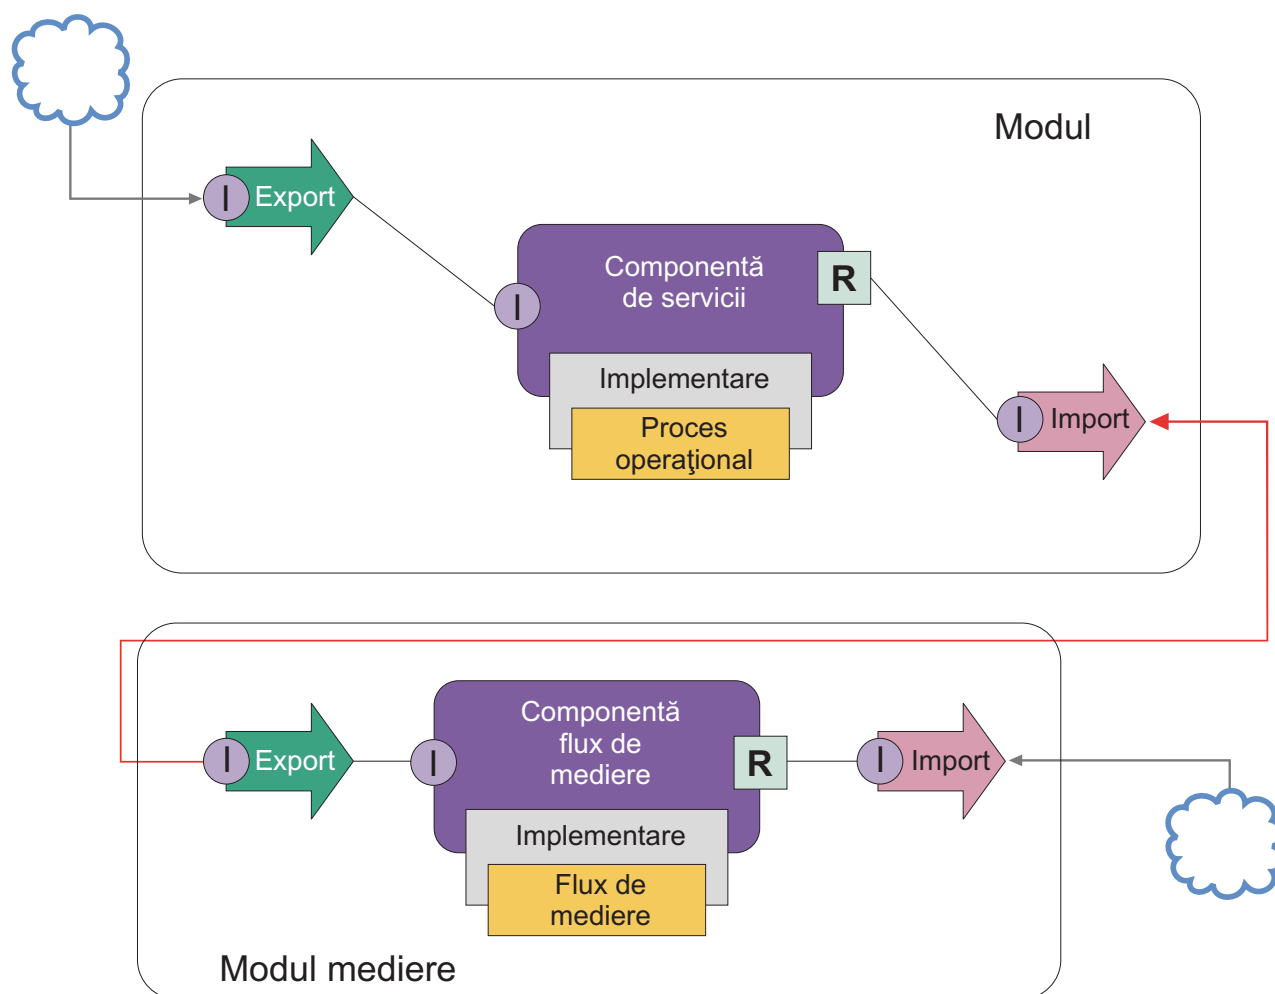 Modul
I Export
Componentă
de servicii
R
I
Implementare
Proces
operaţional
I Import
I Export
I
Componentă
flux de
mediere
R
I Import
Implementare
Flux de
mediere
Modul mediere